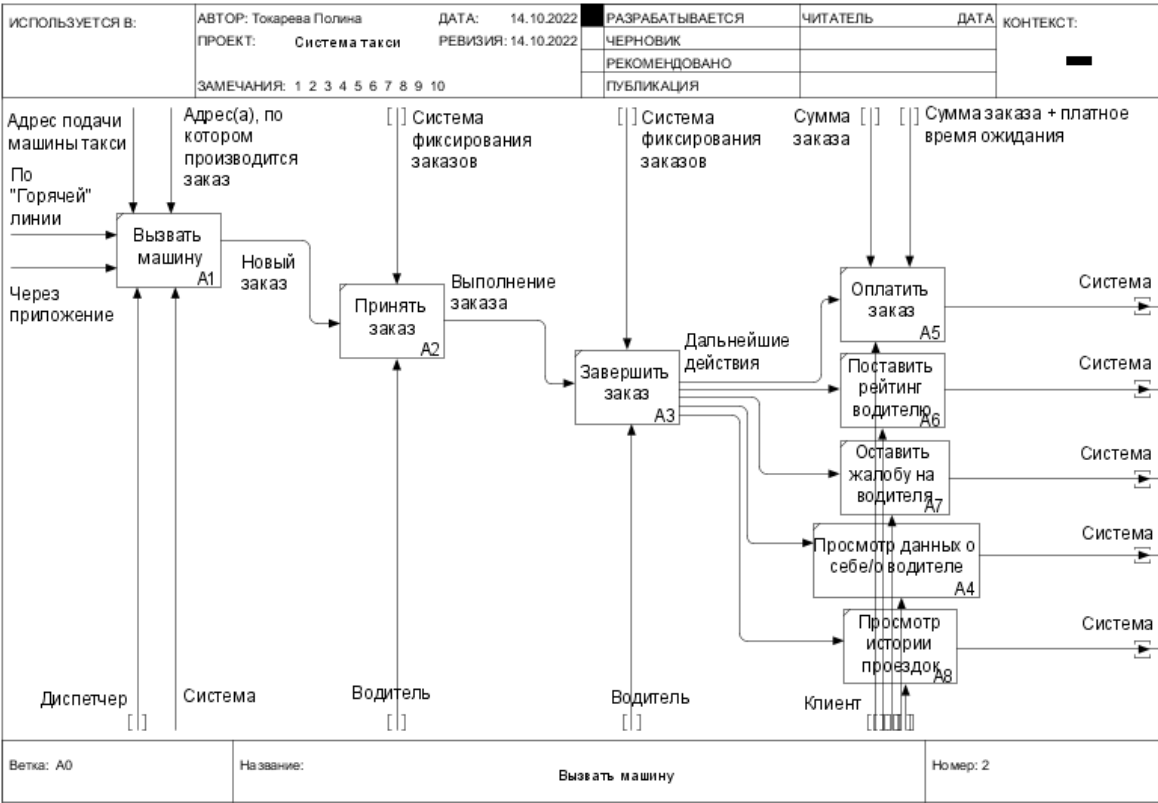 ИСПОЛЬЗУЕТСЯ В:
АВТОР: Токарева Полина
ДАТА: 14.10.2022
ПРОЕКТ: Система такси
РЕВИЗИЯ: 14.10.2022
ЗАМЕЧАНИЯ: 1 2 3 4 5 6 7 8 9 10
РАЗРАБАТЫВАЕТСЯ
ЧЕРНОВИК
РЕКОМЕНДОВАНО
ПУБЛИКАЦИЯ
ЧИТАТЕЛЬ
ДАТА
КОНТЕКСТ:
Адрес подачи
машины такси
Адрес(а), по
котором
производится
заказ
Система
фиксирования
заказов
Система
фиксирования
заказов
Сумма
заказа
Сумма заказа + платное
время ожидания
По
"Горячей"
линии
Через
приложение
Вызвать
машину
A1
Новый
заказ
Принять
заказ
A2
Выполнение
заказа
Завершить
заказ
A3
Дальнейшие
действия
Оплатить
заказ
A5
Система
Поставить
рейтинг
водителю
A6
Система
Оставить
жалобу на
водителя
A7
Система
Просмотр данных о
себе/о водителе
A4
Система
Просмотр
истории
проездок
A8
Система
Диспетчер
Система
Водитель
Водитель
Клиент
Ветка: A0
Название:
Вызвать машину
Номер: 2